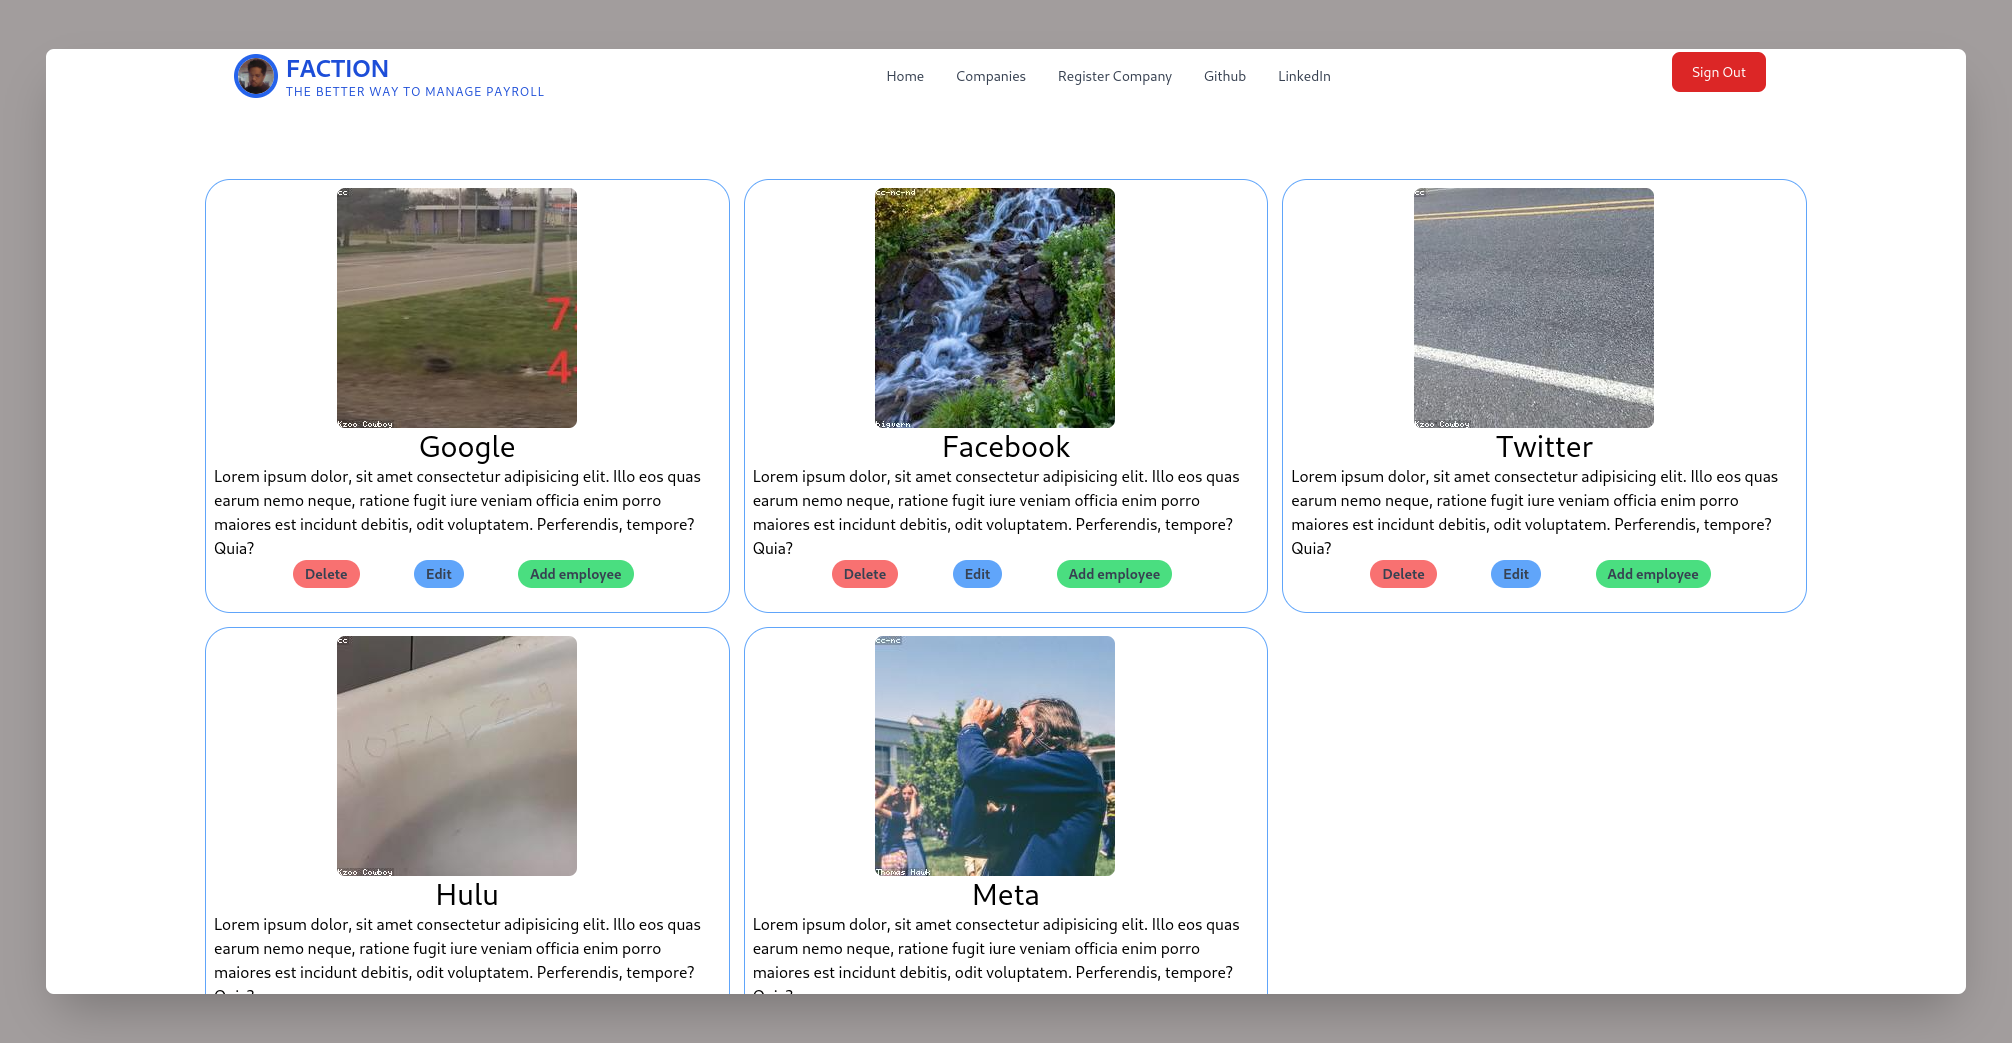 FACTION
THE BETTER WAY TO MANAGE PAYROLL
Home Companies Register Company Github LinkedIn
Sign Out
cc
7
4
Kzoo Cowboy
Google
Lorem ipsum dolor, sit amet consectetur adipisicing elit. Illo eos quas
earum nemo neque, ratione fugit iure veniam officia enim porro
maiores est incidunt debitis, odit voluptatem. Perferendis, tempore?
Quia?
Delete Edit Add employee
cc-nc-nd
bigvern
Facebook
Lorem ipsum dolor, sit amet consectetur adipisicing elit. Illo eos quas
earum nemo neque, ratione fugit iure veniam officia enim porro
maiores est incidunt debitis, odit voluptatem. Perferendis, tempore?
Quia?
Delete Edit Add employee
cc
Kzoo Cowboy
Twitter
Lorem ipsum dolor, sit amet consectetur adipisicing elit. Illo eos quas
earum nemo neque, ratione fugit iure veniam officia enim porro
maiores est incidunt debitis, odit voluptatem. Perferendis, tempore?
Quia?
Delete Edit Add employee
cc
Kzoo Cowboy
Hulu
Lorem ipsum dolor, sit amet consectetur adipisicing elit. Illo eos quas
earum nemo neque, ratione fugit iure veniam officia enim porro
maiores est incidunt debitis, odit voluptatem. Perferendis, tempore?
cc-nc
Thomas Hawk
Meta
Lorem ipsum dolor, sit amet consectetur adipisicing elit. Illo eos quas
earum nemo neque, ratione fugit iure veniam officia enim porro
maiores est incidunt debitis, odit voluptatem. Perferendis, tempore?